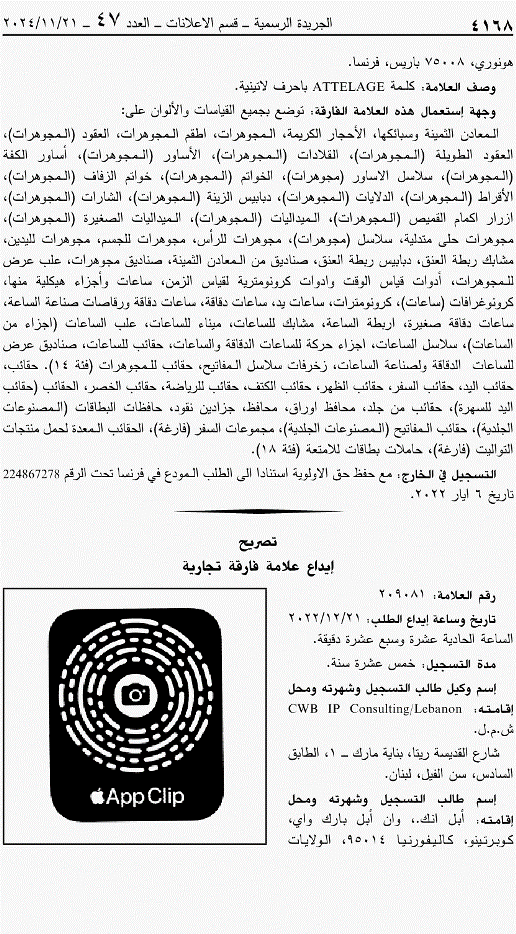 ٤١٦٨ الجريدة الرسمية ــ قسم الاعلانات ــ العدد ٤٧ ــ ٢٠٢٤/١١/٢١
هونوري، ٧٥٠٠٨ باريس، فرنسا.
وصف العلامة: كلمة ATTELAGE باحرف لاتينية.
وجهة إستعمال هذه العلامة الفارقة: توضع بجميع القياسات والألوان على:
المعادن الثمينة وسبائكها، الأحجار الكريمة، المجوهرات، اطقم المجوهرات، العقود (المجوهرات)،
العقود الطويلة (المجوهرات)، القلادات (المجوهرات)، الأساور (المجوهرات)، أساور الكفة
(المجوهرات)، سلاسل الاساور (مجوهرات)، الخواتم (المجوهرات)، خواتم الزفاف (المجوهرات)،
الأقراط (المجوهرات)، الدلايات (المجوهرات)، دبابيس الزينة (المجوهرات)، الشارات (المجوهرات)،
ازرار اكمام القميص (المجوهرات)، الميداليات (المجوهرات)، الميداليات الصغيرة (المجوهرات)،
مجوهرات حلى متدلية، سلاسل (مجوهرات)، مجوهرات للرأس، مجوهرات للجسم، مجوهرات لليدين،
مشابك ربطة العنق، دبابيس ربطة العنق، صناديق من المعادن الثمينة، صناديق مجوهرات، علب عرض
للمجوهرات، أدوات قياس الوقت وادوات كرونومترية لقياس الزمن، ساعات وأجزاء هيكلية منها،
كرونوغرافات (ساعات)، كرونومترات، ساعات يد، ساعات دقاقة، ساعات دقاقة ورقاصات صناعة الساعة،
ساعات دقاقة صغيرة، اربطة الساعة، مشابك للساعات، ميناء للساعات، علب الساعات (اجزاء من
الساعات)، سلاسل الساعات، اجزاء حركة للساعات الدقاقة والساعات، حقائب للساعات، صناديق عرض
للساعات الدقاقة ولصناعة الساعات، زخرفات سلاسل المفاتيح، حقائب للمجوهرات (فئة ١٤). حقائب،
حقائب اليد، حقائب السفر، حقائب الظهر، حقائب الكتف، حقائب للرياضة، حقائب الخصر، الحقائب (حقائب
اليد للسهرة)، حقائب من جلد، محافظ اوراق، محافظ، جزادين نقود، حافظات البطاقات (المصنوعات
الجلدية)، حقائب المفاتيح (المصنوعات الجلدية)، مجموعات السفر (فارغة)، الحقائب المعدة لحمل منتجات
التواليت (فارغة)، حاملات بطاقات للامتعة (فئة ١٨).
التسجيل في الخارج: مع حفظ حق الاولوية استنادا الى الطلب المودع في فرنسا تحت الرقم 224867278
تاريخ ٦ ايار ٢٠٢٢.
تصريح
إيداع علامة فارقة تجارية
رقم العلامة: ٢٠٩٠٨١
تاريخ وساعة إيداع الطلب: ٢٠٢٢/١٢/٢١
الساعة الحادية عشرة وسبع عشرة دقيقة.
مدة التسجيل: خمس عشرة سنة.
إسم وكيل طالب التسجيل وشهرته ومحل
إقامته: CWB IP Consulting/Lebanon
ش.م.ل.
شارع القديسة ريتا، بناية مارك ــ ١، الطابق
السادس، سن الفيل، لبنان.
إسم طالب التسجيل وشهرته ومحل
إقامته: أبل انك.، وان أبل بارك واي،
كوبرتينو، كاليفورنيا ٩٥٠١٤، الولايات
App Clip